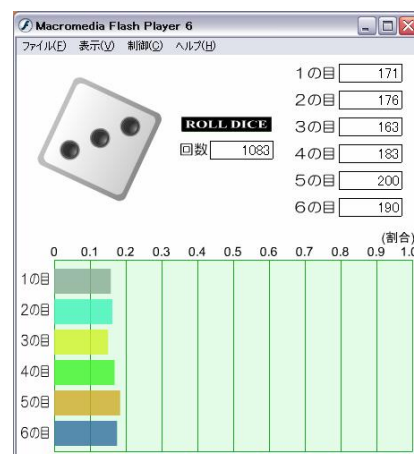 Macromedia Flash Player 6
ファイル(F) 表示(V) 制御(C) ヘルプ(H)
1の目 171
2の目 176
ROLL DICE
3の目 163
回数 1083
4の目 183
5の目 200
6の目 190
(割合)
0 0.1 0.2 0.3 0.4 0.5 0.6 0.7 0.8 0.9 1.0
1の目
2の目
3の目
4の目
5の目
6の目